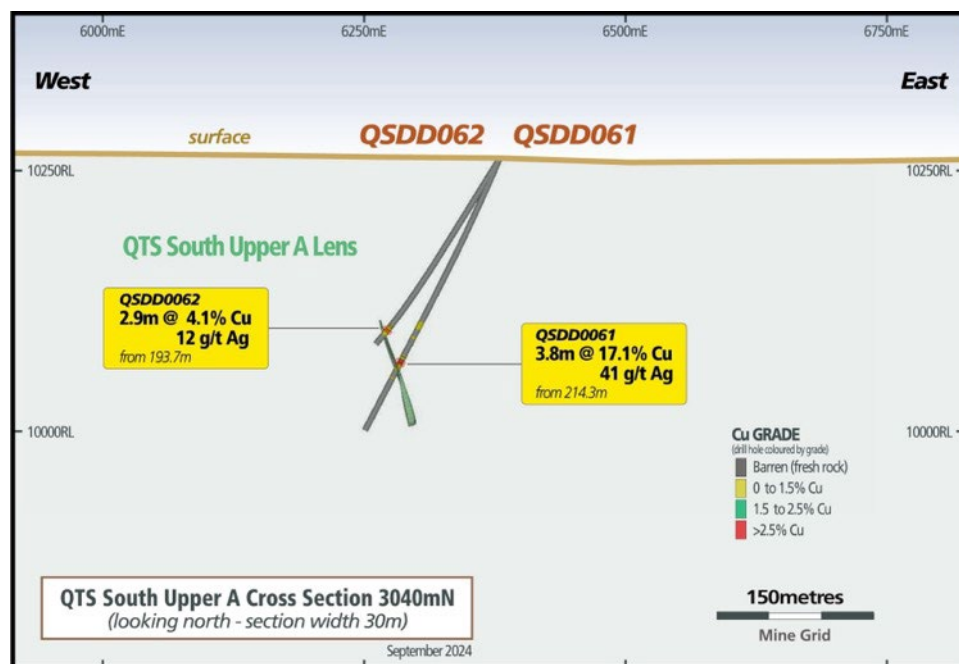 6000mE
6250mE
6500mE
6750mE
West
East
surface
QSDD062
QSDD061
10250RL
10250RL
QTS South Upper A Lens
QSDD0062
2.9m @ 4.1% Cu
12 g/t Ag
from 193.7m
QSDD0061
3.8m @ 17.1% Cu
41 g/t Ag
from 214.3m
10000RL
10000RL
Cu GRADE
(drill hole coloured by grade)
Barren (fresh rock)
0 to 1.5% Cu
1.5 to 2.5% Cu
>2.5% Cu
QTS South Upper A Cross Section 3040mN
(looking north - section width 30m)
September 2024
150metres
Mine Grid